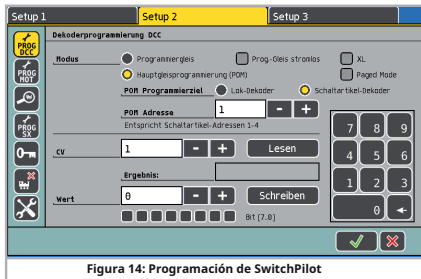 Setup 1 Setup 2 Setup 3
Dekoderprogrammierung DCC
PROG DCC
Modus Programmiergleis Prog-Gleis stromlos XL
Hauptgleisprogrammierung (POM) Paged Mode
PROG MOT
POM Programmierziel Lok-Dekoder Schaltartikel-Dekoder
POM Adresse 1 - +
Entspricht Schaltartikel-Adressen 1-4
PROG SX
7 8 9
CV 1 - + Lesen
4 5 6
Ergebnis:
1 2 3
Wert 0 - + Schreiben
0
Bit [7.0]
Figura 14: Programación de SwitchPilot